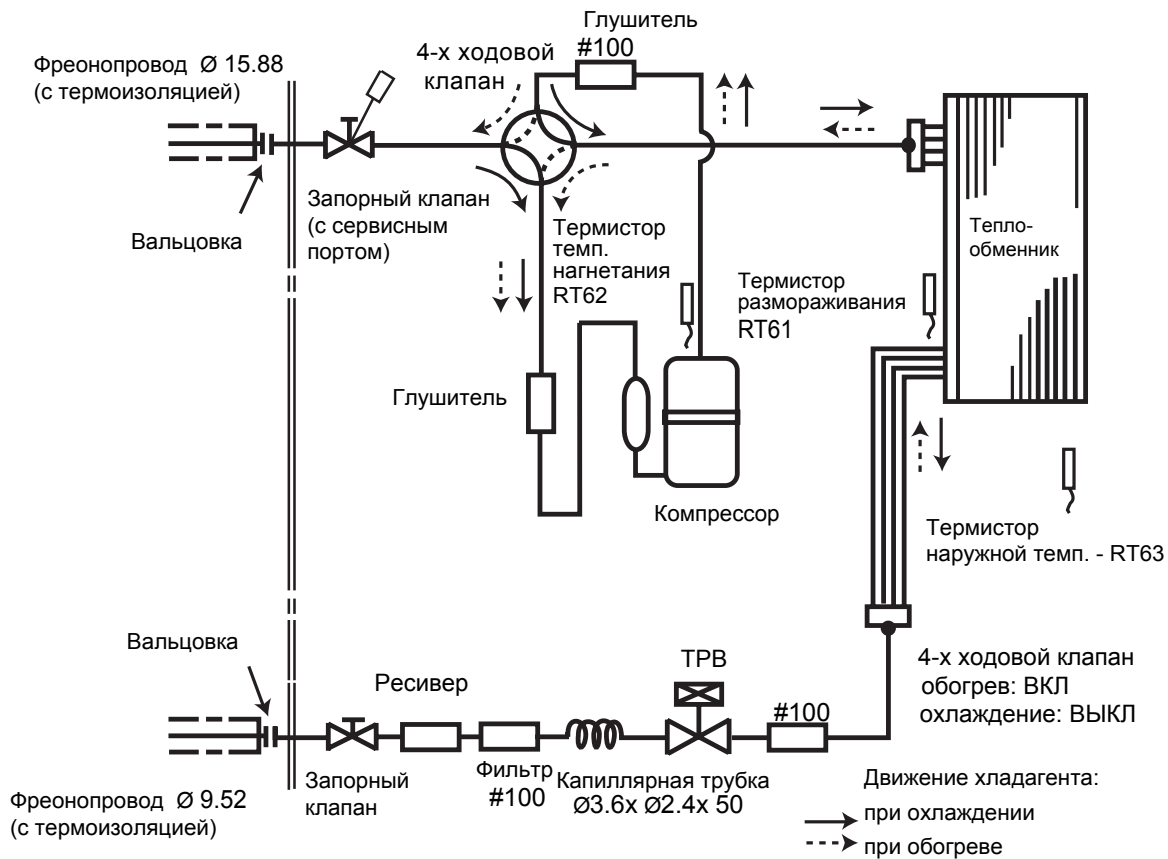 Глушитель
#100
4-х ходовой
клапан
Фреонопровод Ø 15.88
(с термоизоляцией)
Запорный клапан
(с сервисным
портом)
Вальцовка
Термистор
темп.
нагнетания
RT62
Термистор
размораживания
RT61
Тепло-
обменник
Глушитель
Компрессор
Термистор
наружной темп. - RT63
Вальцовка
Ресивер
ТРВ
#100
4-х ходовой клапан
обогрев: ВКЛ
охлаждение: ВЫКЛ
Фреонопровод Ø 9.52
(с термоизоляцией)
Запорный
клапан
Фильтр
#100
Капиллярная трубка
Ø3.6x Ø2.4x 50
Движение хладагента:
при охлаждении
при обогреве